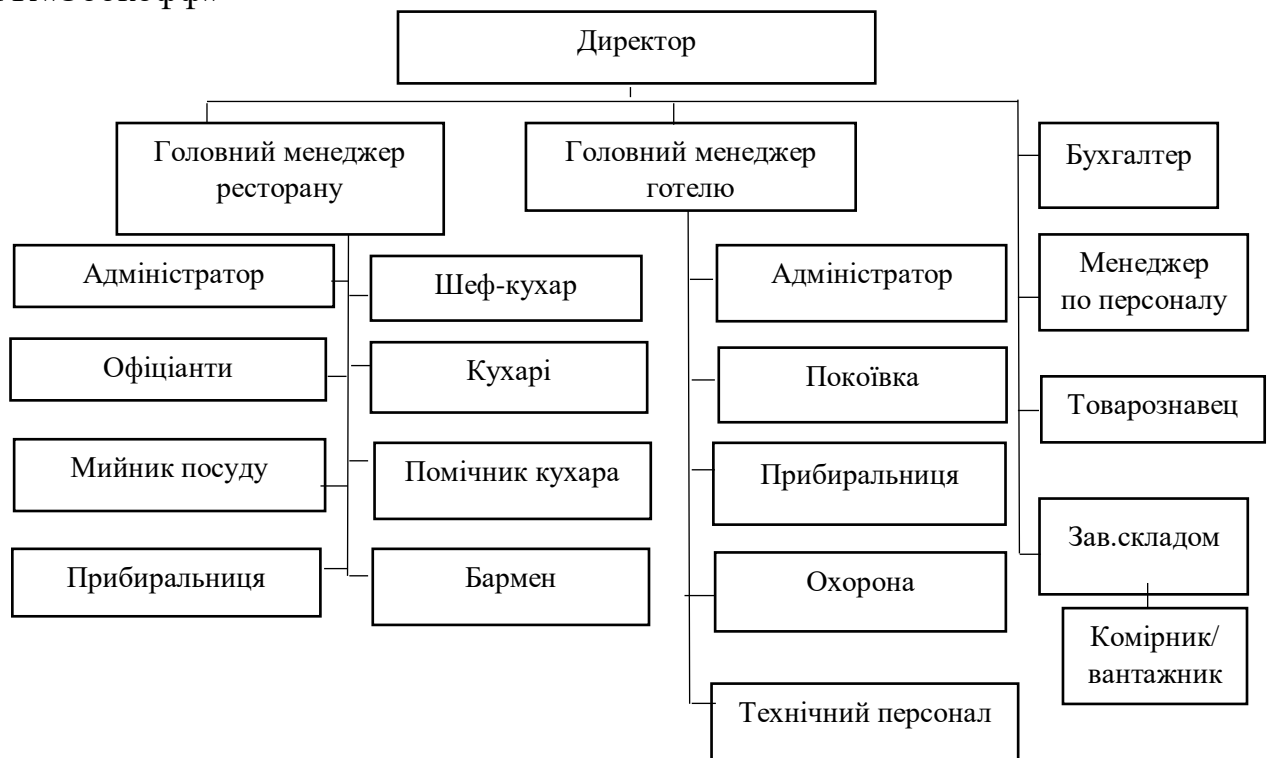 Директор
Головний менеджер
ресторану
Головний менеджер
готелю
Бухгалтер
Адміністратор
Шеф-кухар
Адміністратор
Менеджер
по персоналу
Офіціанти
Кухарі
Покоївка
Товарознавец
Мийник посуду
Помічник кухара
Прибиральниця
Зав.складом
Прибиральниця
Бармен
Охорона
Комірник/
вантажник
Технічний персонал